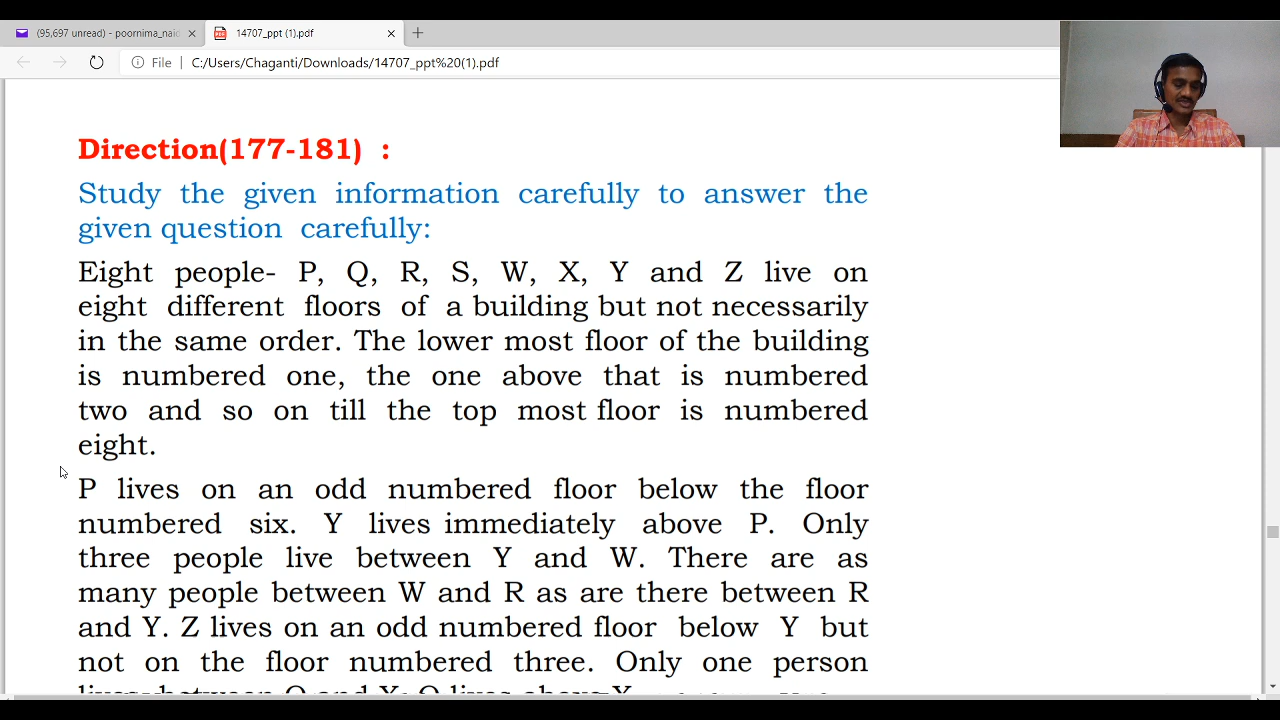 (95,697 unread) - poornima_naid
14707_ppt (1).pdf
File | C:/Users/Chaganti/Downloads/14707_ppt%20(1).pdf
Direction(177-181) :
Study the given information carefully to answer the
given question carefully:
Eight people- P, Q, R, S, W, X, Y and Z live on
eight different floors of a building but not necessarily
in the same order. The lower most floor of the building
is numbered one, the one above that is numbered
two and so on till the top most floor is numbered
eight.
P lives on an odd numbered floor below the floor
numbered six. Y lives immediately above P. Only
three people live between Y and W. There are as
many people between W and R as are there between R
and Y. Z lives on an odd numbered floor below Y but
not on the floor numbered three. Only one person